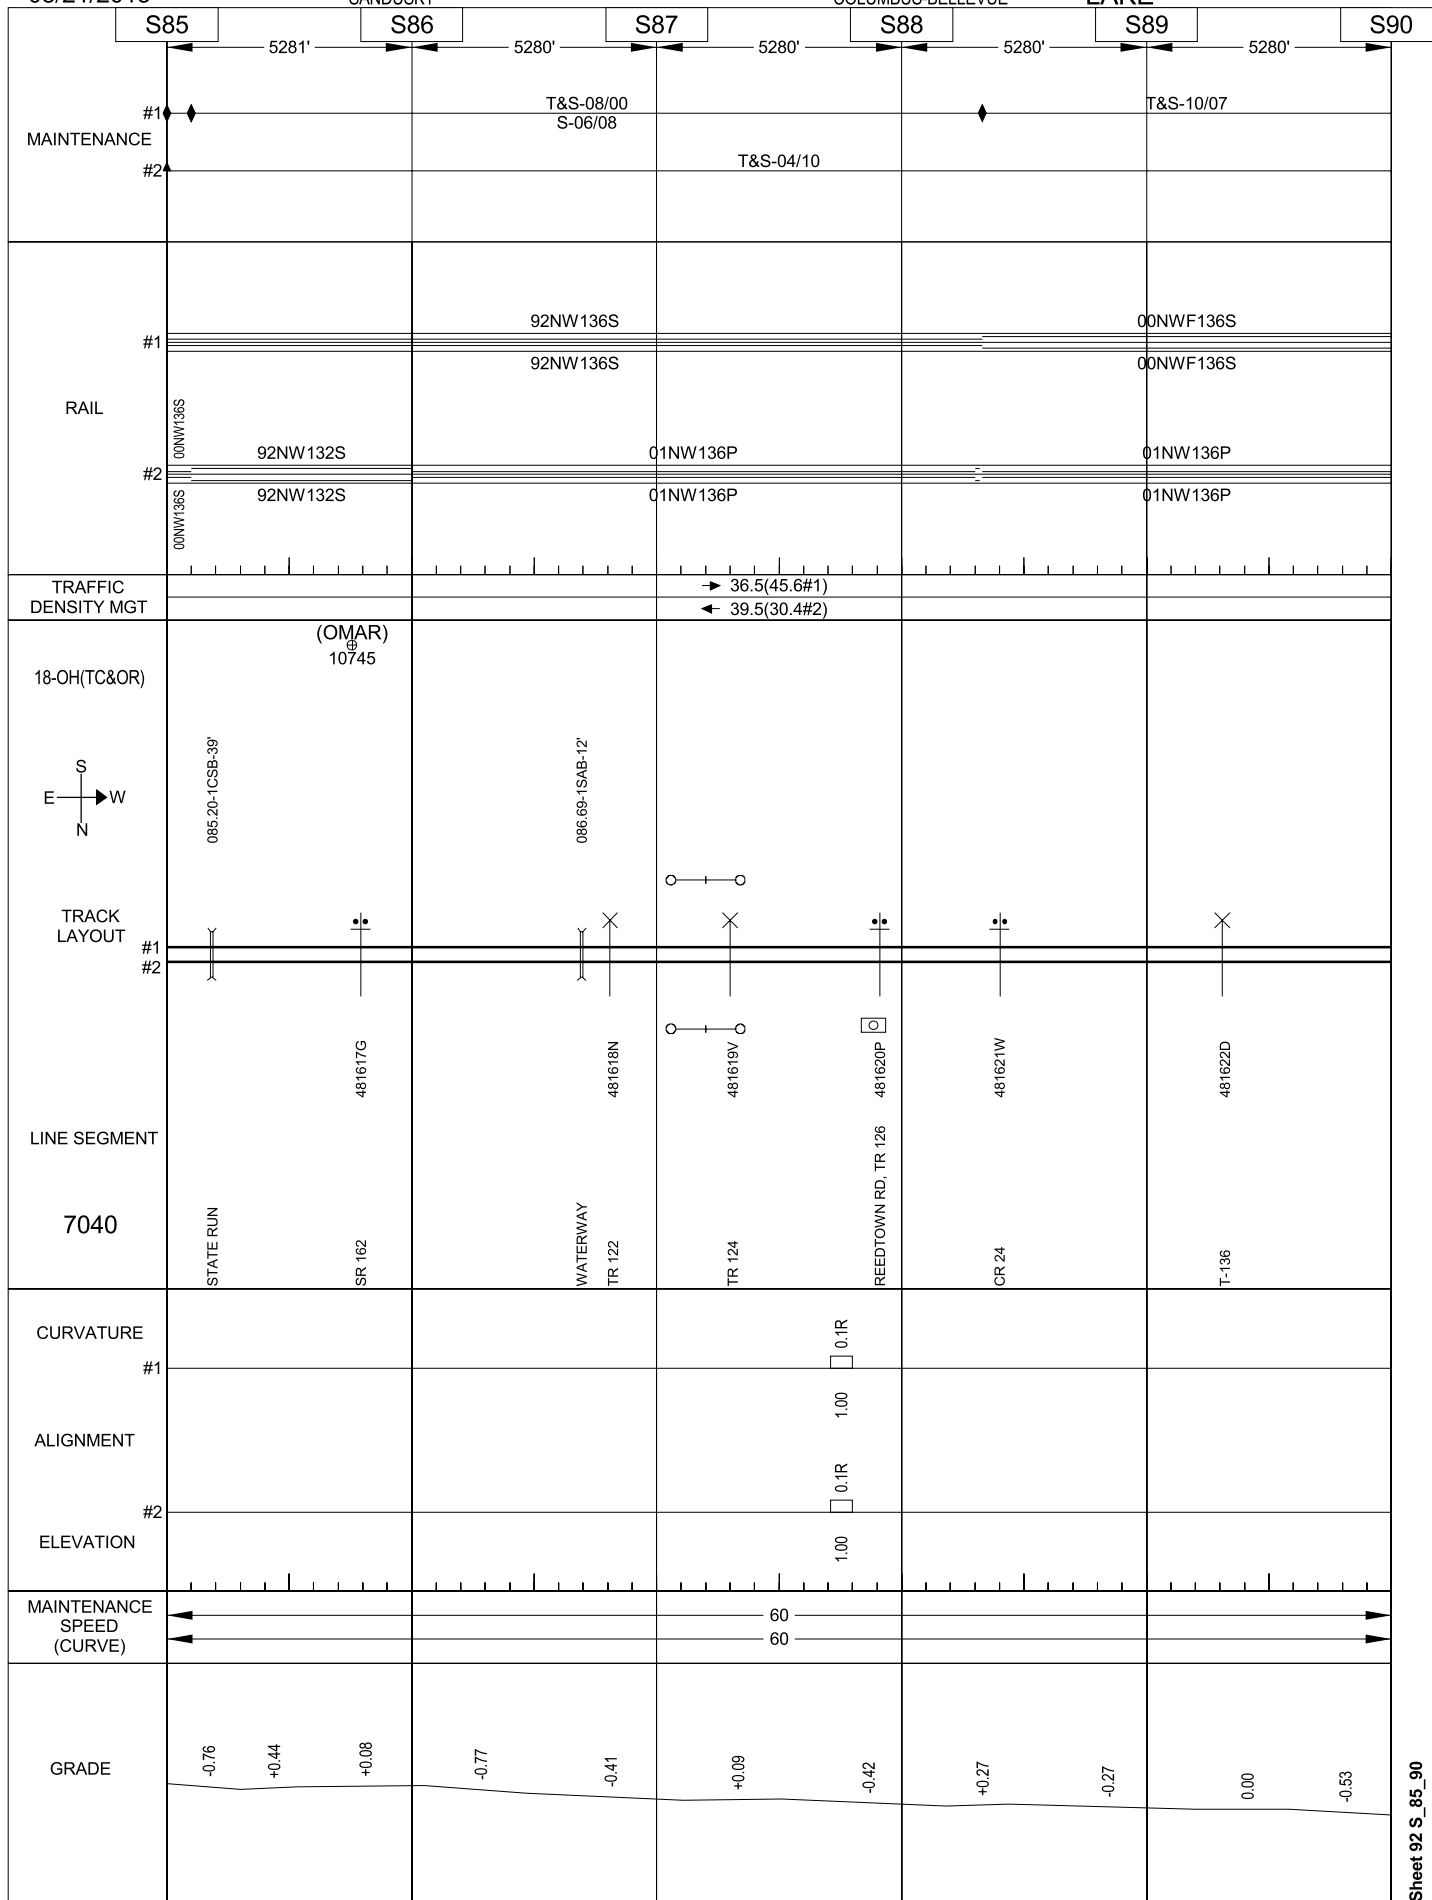 S85 S86 S87 S88 S89 S90
5281' 5280' 5280' 5280' 5280'
MAINTENANCE
#1 T&S-08/00 T&S-10/07
S-06/08
#2 T&S-04/10
RAIL
92NW136S 00NWF136S
#1
92NW136S 00NWF136S
00NW136S
92NW132S 01NW136P 01NW136P
#2
92NW132S 01NW136P 01NW136P
00NW136S
TRAFFIC
DENSITY MGT
36.5(45.6#1)
39.5(30.4#2)
(OMAR)
10745
18-OH(TC&OR)
S
E W
N
085.20-1CSB-39'
086.69-1SAB-12'
TRACK
LAYOUT
#1
#2
481617G
481618N
481619V
481620P
481621W
481622D
LINE SEGMENT
7040
STATE RUN
SR 162
WATERWAY
TR 122
TR 124
REEDTOWN RD, TR 126
CR 24
T-136
CURVATURE
#1
0.1R
1.00
ALIGNMENT
#2
0.1R
1.00
ELEVATION
MAINTENANCE
SPEED
(CURVE)
60
60
GRADE
-0.76
+0.44
+0.08
-0.77
-0.41
+0.09
-0.42
+0.27
-0.27
0.00
-0.53
Sheet 92 S_85_90